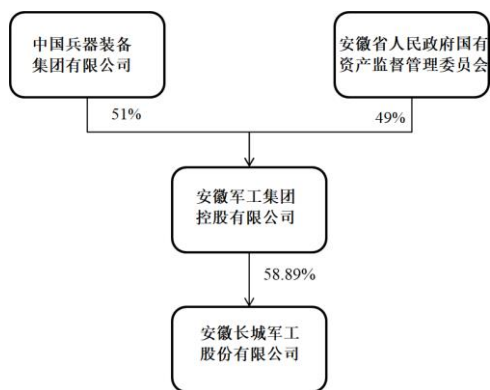 中国兵器装备
集团有限公司
安徽省人民政府国有
资产监督管理委员会
51%
49%
安徽军工集团
控股有限公司
58.89%
安徽长城军工
股份有限公司